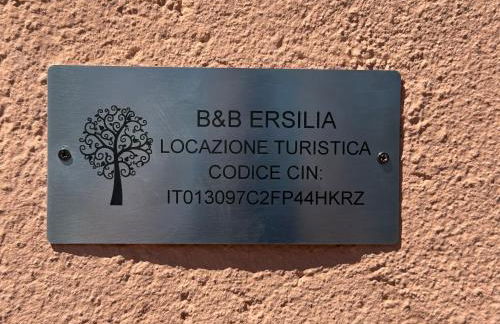 B&B ERSILIA
LOCAZIONE TURISTICA
CODICE CIN:
IT013097C2FP44HKRZ